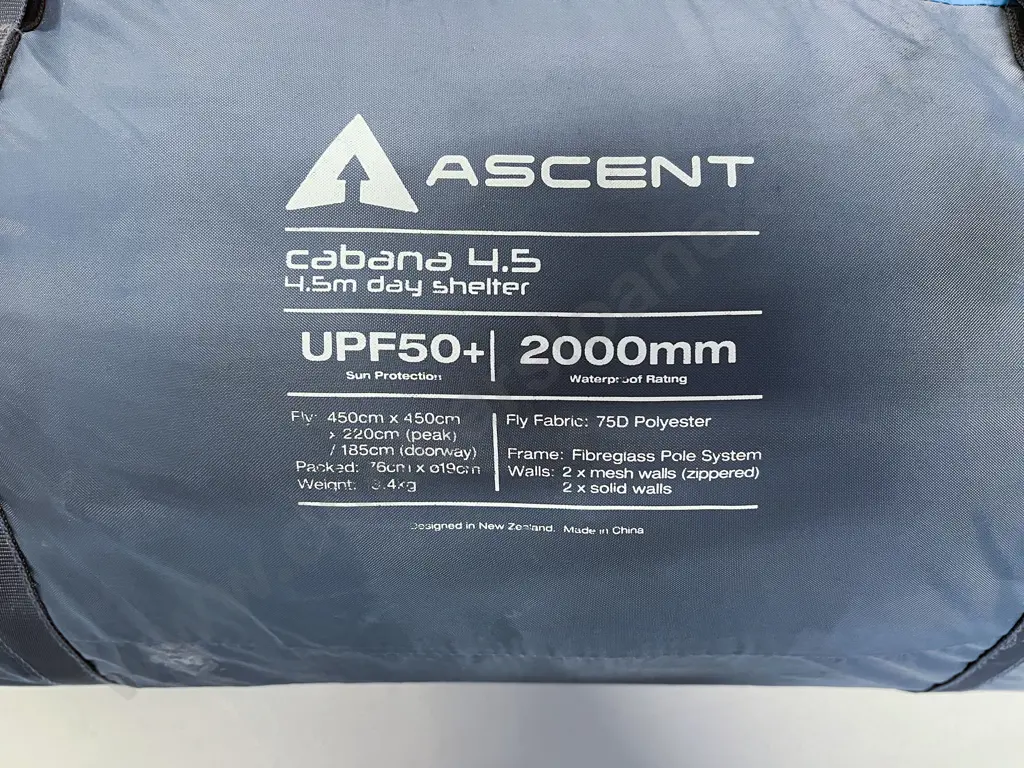 ASCENT
cabana 4.5
4.5m day shelter
UPF50+
Sun Protection
2000mm
Waterproof Rating
Fly: 450cm x 450cm
x 220cm (peak)
/ 185cm (doorway)
Packed: 76cm x ø19cm
Weight:
Fly Fabric: 75D Polyester
Frame: Fibreglass Pole System
Walls: 2 x mesh walls (zippered)
2 x solid walls
Designed in New Zealand. Made in China